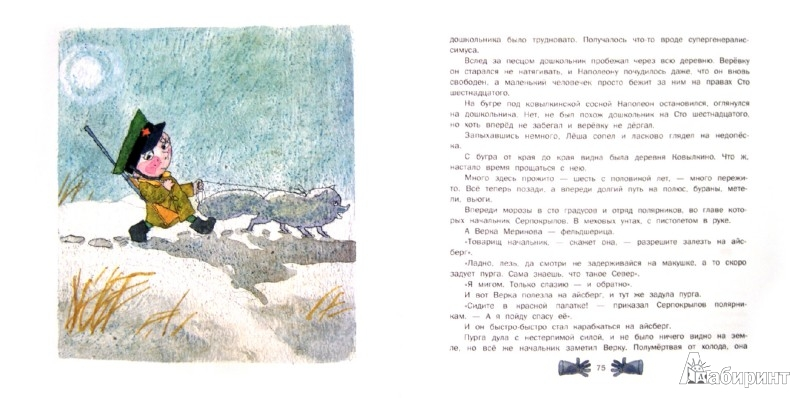 дошкольника было трудновато. Получалось что-то вроде супергенералис-
симуса.
Вслед за песцом дошкольник пробежал через всю деревню. Верёвку
он старался не натягивать, и Наполеону почудилось даже, что он вновь
свободен, а маленький человечек просто бежит за ним на правах Сто
шестнадцатого.
На бугре под ковылкинской сосной Наполеон остановился, оглянулся
на дошкольника. Нет, не был похож дошкольник на Сто шестнадцатого,
но хоть вперёд не забегал и верёвку не дёргал.
Запыхавшись немного, Лёша сопел и ласково глядел на недопёс-
ка.
С бугра от края до края видна была деревня Ковылкино. Что ж,
настало время прощаться с нею.
Много здесь прожито — шесть с половиной лет, — много пережи-
то. Всё теперь позади, а впереди долгий путь на полюс, бураны, мете-
ли, вьюги.
Впереди морозы в сто градусов и отряд полярников, во главе кото-
рых начальник Серпокрылов. В меховых унтах, с пистолетом в руке.
А Верка Меринова — фельдшерица.
«Товарищ начальник, — скажет она, — разрешите залезть на айс-
берг».
«Ладно, лезь, да смотри не задерживайся на макушке, а то скоро
задует пурга. Сама знаешь, что такое Север».
«Я мигом. Только слазию — и обратно».
И вот Верка полезла на айсберг, и тут же задула пурга.
«Сидите в красной палатке! — приказал Серпокрылов полярни-
кам. — А я пойду спасу её».
И он быстро-быстро стал карабкаться на айсберг.
Пурга дула с нестерпимой силой, и не было ничего видно на зем-
ле, но всё же начальник заметил Верку. Полумёртвая от холода, она
75
Лабиринт